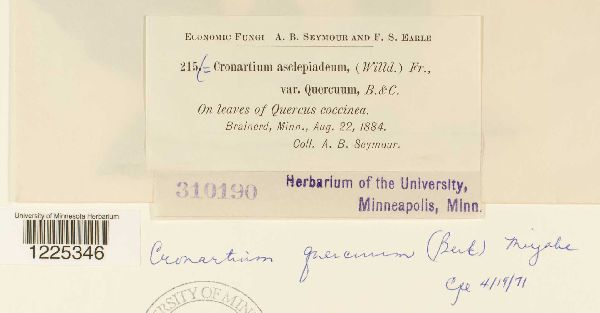 Economic Fungi A. B. Seymour and F. S. Earle
215. = Cronartium asclepiadeum, (Willd.) Fr.,
var. Quercuum, B.&C.
On leaves of Quercus coccinea.
Brainerd, Minn., Aug. 22, 1884.
Coll. A. B. Seymour.
310190
Herbarium of the University,
Minneapolis, Minn.
University of Minnesota Herbarium
1225346
Cronartium quercuum (Berk) Miyabe
4/19/71